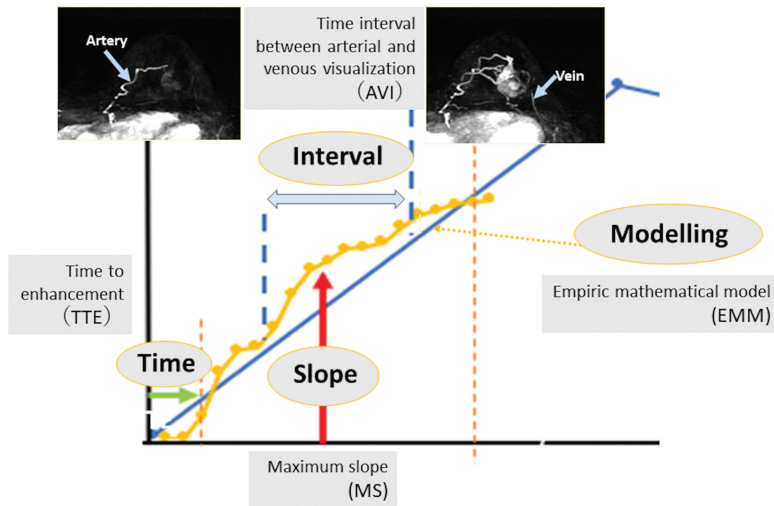 Artery
Time interval
between arterial and
venous visualization
（AVI）
Vein
Interval
Modelling
Time to
enhancement
（TTE）
Empiric mathematical model
(EMM)
Time
Slope
Maximum slope
(MS)